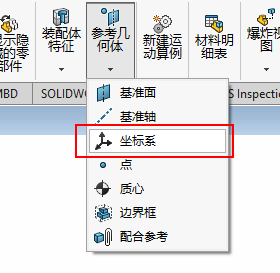 显示隐
藏的零
部件
装配体
特征
参考几
何体
新建运
动算例
材料明
细表
爆炸视
图
MBD
SOLIDWO
S Inspectio
基准面
基准轴
坐标系
点
质心
边界框
配合参考